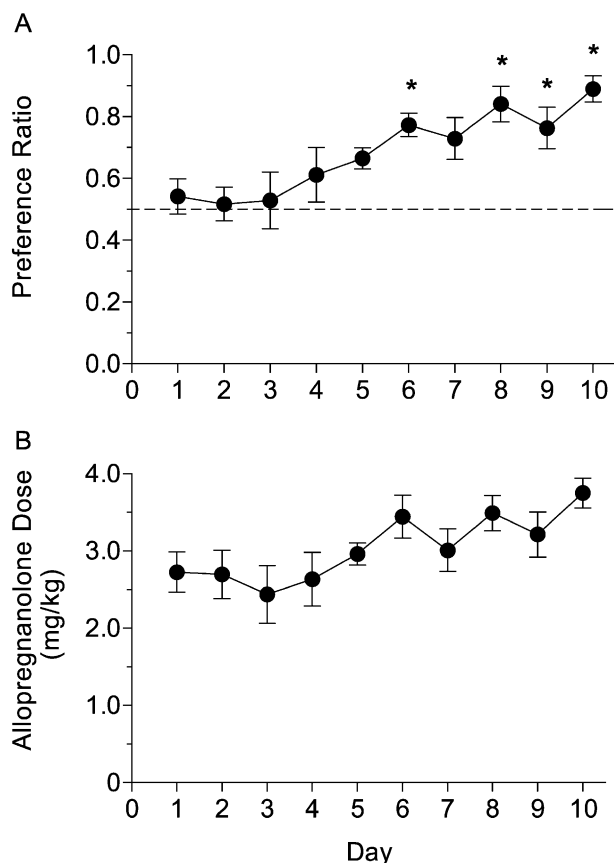 A
Preference Ratio
1.0
0.8
0.6
0.4
0.2
0.0
* * * *
0 1 2 3 4 5 6 7 8 9 10
B
Allopregnanolone Dose
(mg/kg)
4.0
3.0
2.0
1.0
0
0 1 2 3 4 5 6 7 8 9 10
Day